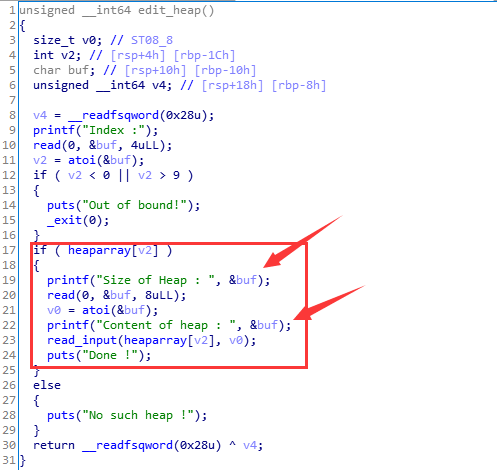 1 unsigned __int64 edit_heap()
2 {
3 size_t v0; // ST08_8
4 int v2; // [rsp+4h] [rbp-1Ch]
5 char buf; // [rsp+10h] [rbp-10h]
6 unsigned __int64 v4; // [rsp+18h] [rbp-8h]
7
8 v4 = __readfsqword(0x28u);
9 printf("Index :");
10 read(0, &buf, 4uLL);
11 v2 = atoi(&buf);
12 if ( v2 < 0 || v2 > 9 )
13 {
14 puts("Out of bound!");
15 _exit(0);
16 }
17 if ( heaparray[v2] )
18 {
19 printf("Size of Heap : ", &buf);
20 read(0, &buf, 8uLL);
21 v0 = atoi(&buf);
22 printf("Content of heap : ", &buf);
23 read_input(heaparray[v2], v0);
24 puts("Done !");
25 }
26 else
27 {
28 puts("No such heap !");
29 }
30 return __readfsqword(0x28u) ^ v4;
31 }